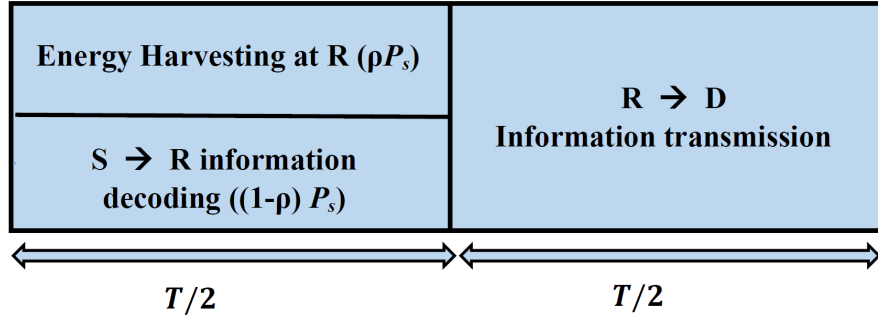 Energy Harvesting at R (ρPs)
S → R information
decoding ((1-ρ) Ps)
R → D
Information transmission
T/2
T/2